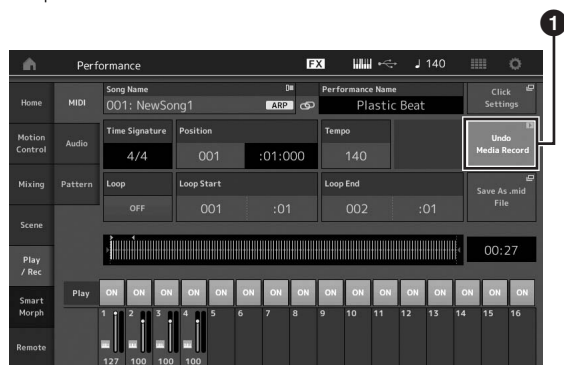 1
Performance FX ♩ 140
Home MIDI Song Name Performance Name Click Settings
001: NewSong1 ARP Plastic Beat
Motion Control Audio Time Signature Position Tempo Undo Media Record
4/4 001 :01:000 140
Mixing Pattern Loop Loop Start Loop End Save As .mid File
OFF 001 :01 002 :01
Scene
Play / Rec 00:27
Smart Morph Play ON ON ON ON ON ON ON ON ON ON ON ON ON ON ON ON
1 2 3 4 5 6 7 8 9 10 11 12 13 14 15 16
Remote 127 100 100 100